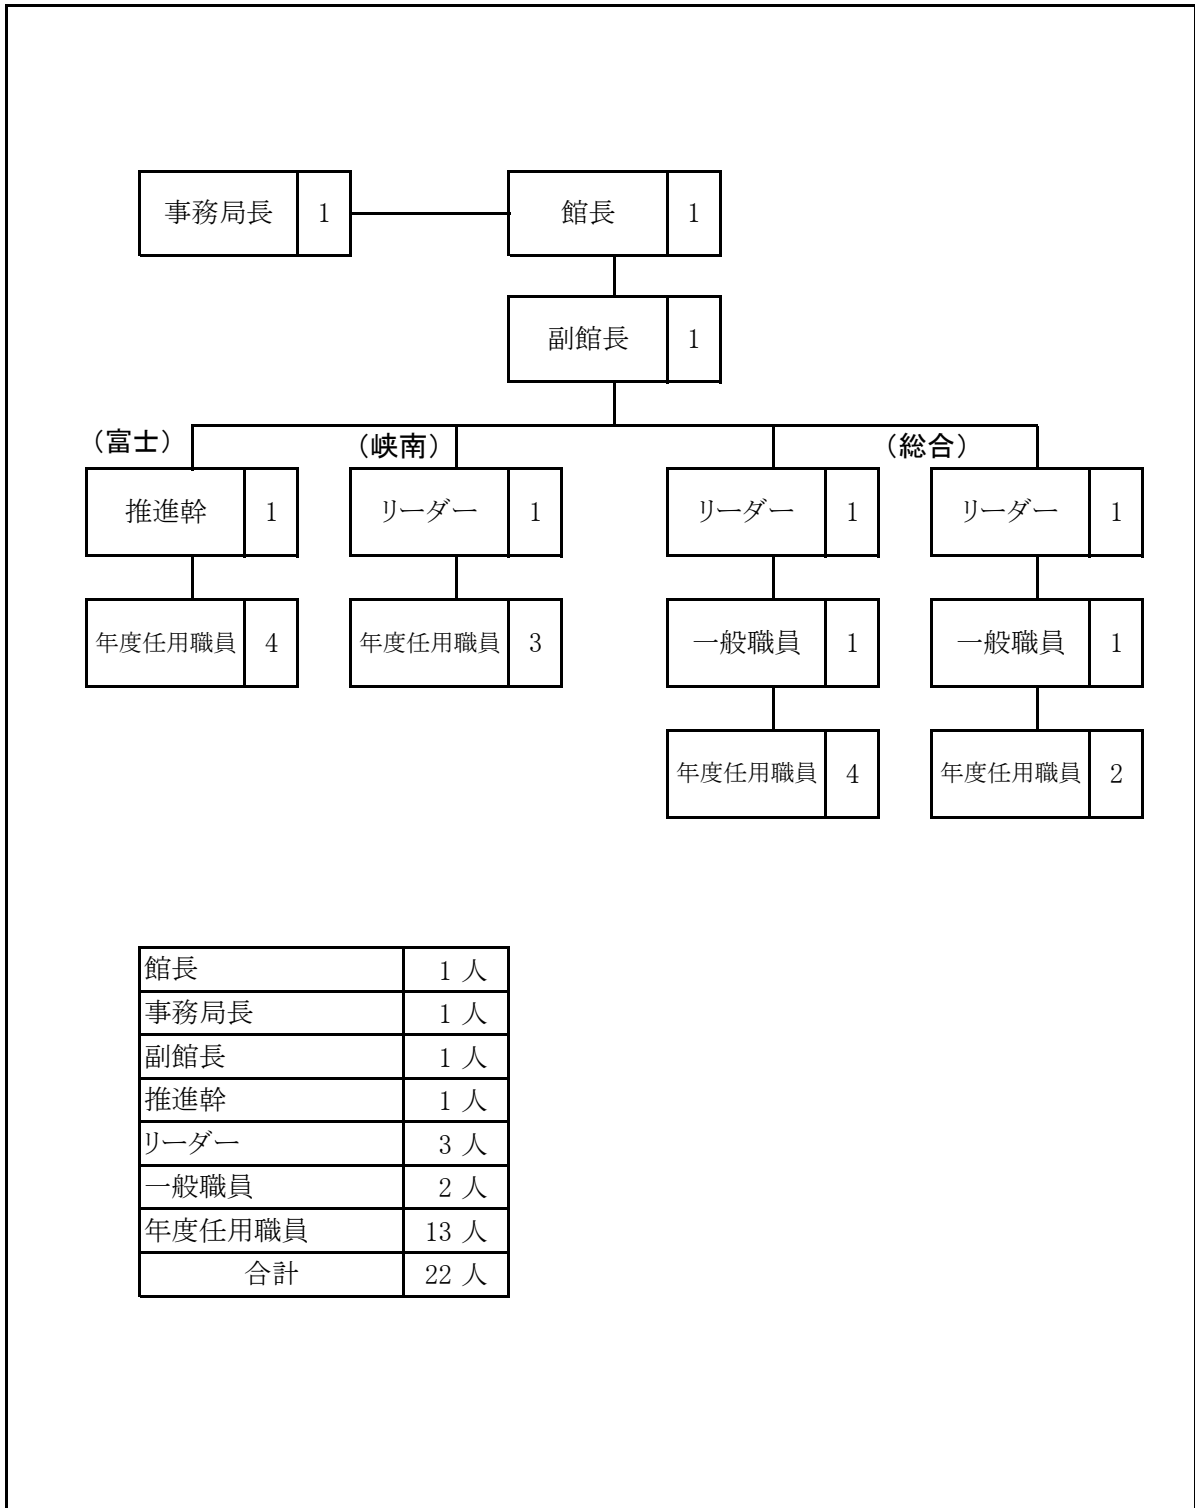 事務局長 1 館長 1
副館長 1
（富士） （峡南） （総合）
推進幹 1 リーダー 1 リーダー 1 リーダー 1
年度任用職員 4 年度任用職員 3 一般職員 1 一般職員 1
年度任用職員 4 年度任用職員 2
館長 1 人
事務局長 1 人
副館長 1 人
推進幹 1 人
リーダー 3 人
一般職員 2 人
年度任用職員 13 人
合計 22 人